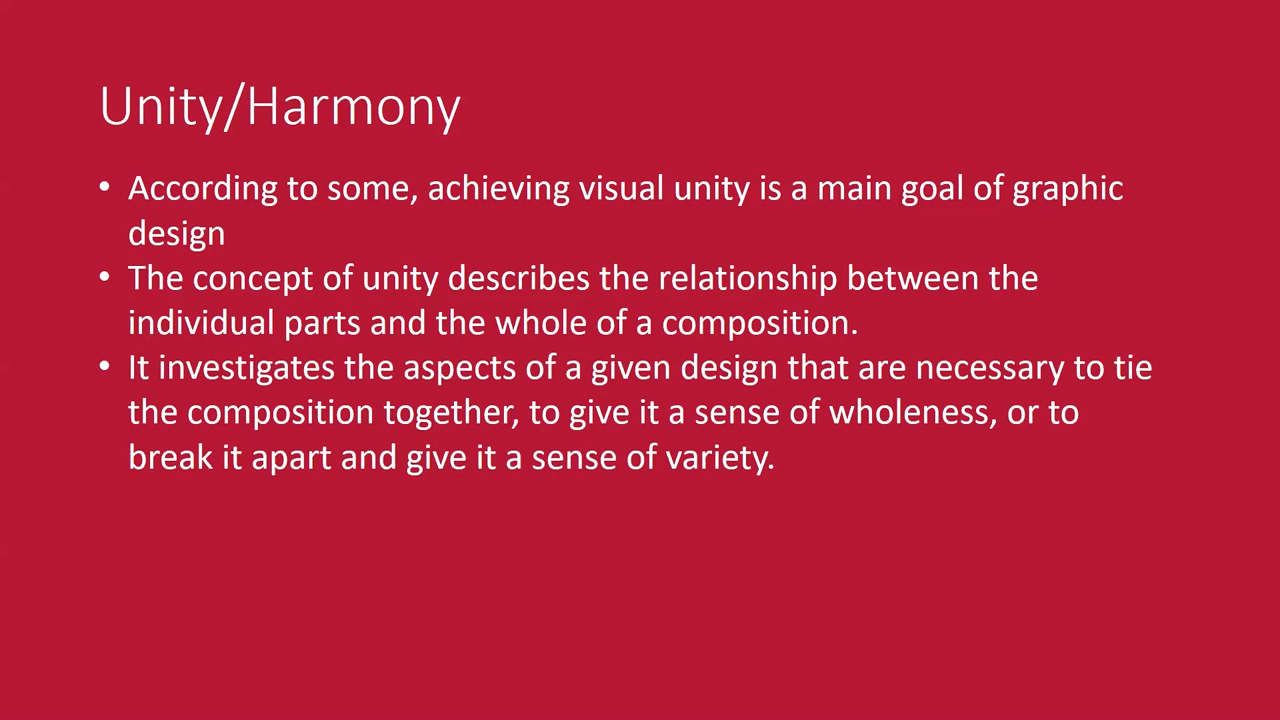 Unity/Harmony
• According to some, achieving visual unity is a main goal of graphic
design
• The concept of unity describes the relationship between the
individual parts and the whole of a composition.
• It investigates the aspects of a given design that are necessary to tie
the composition together, to give it a sense of wholeness, or to
break it apart and give it a sense of variety.